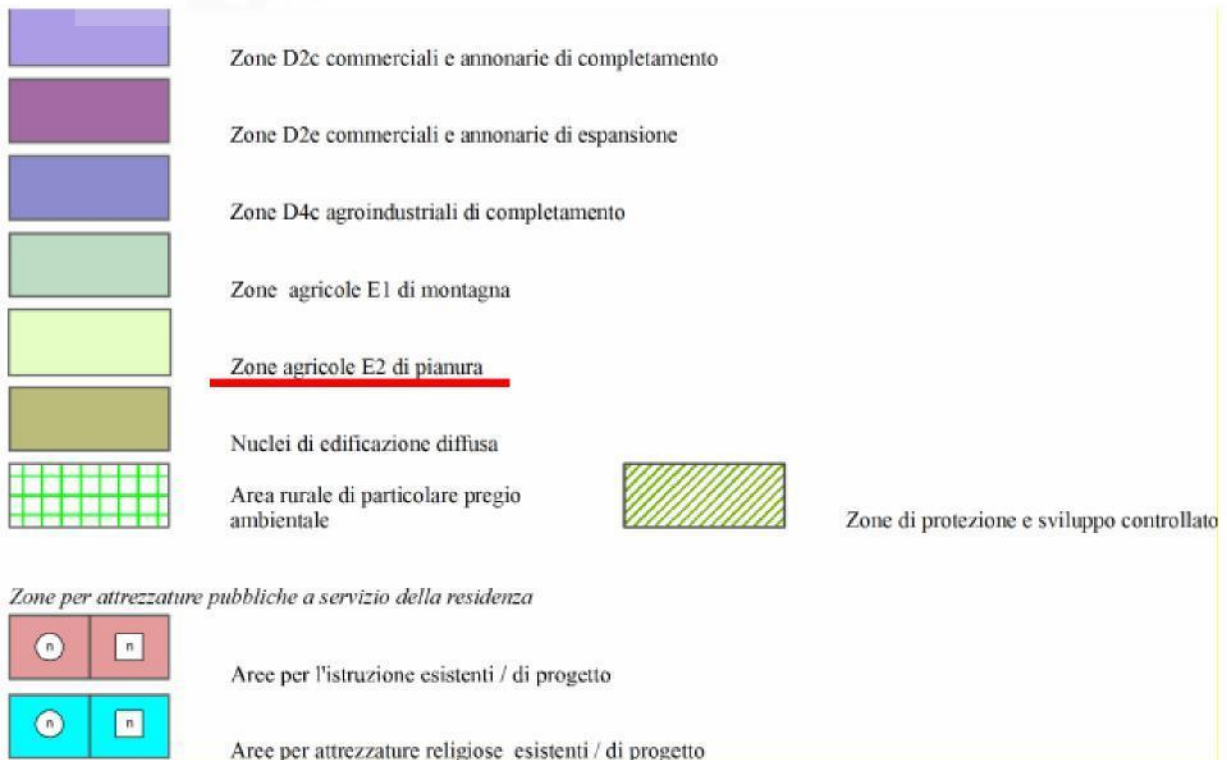 Zone D2c commerciali e annonarie di completamento
Zone D2e commerciali e annonarie di espansione
Zone D4c agroindustriali di completamento
Zone agricole E1 di montagna
Zone agricole E2 di pianura
Nuclei di edificazione diffusa
Area rurale di particolare pregio
ambientale
Zone di protezione e sviluppo controllato
Zone per attrezzature pubbliche a servizio della residenza
n n
Aree per l'istruzione esistenti / di progetto
n n
Aree per attrezzature religiose esistenti / di progetto